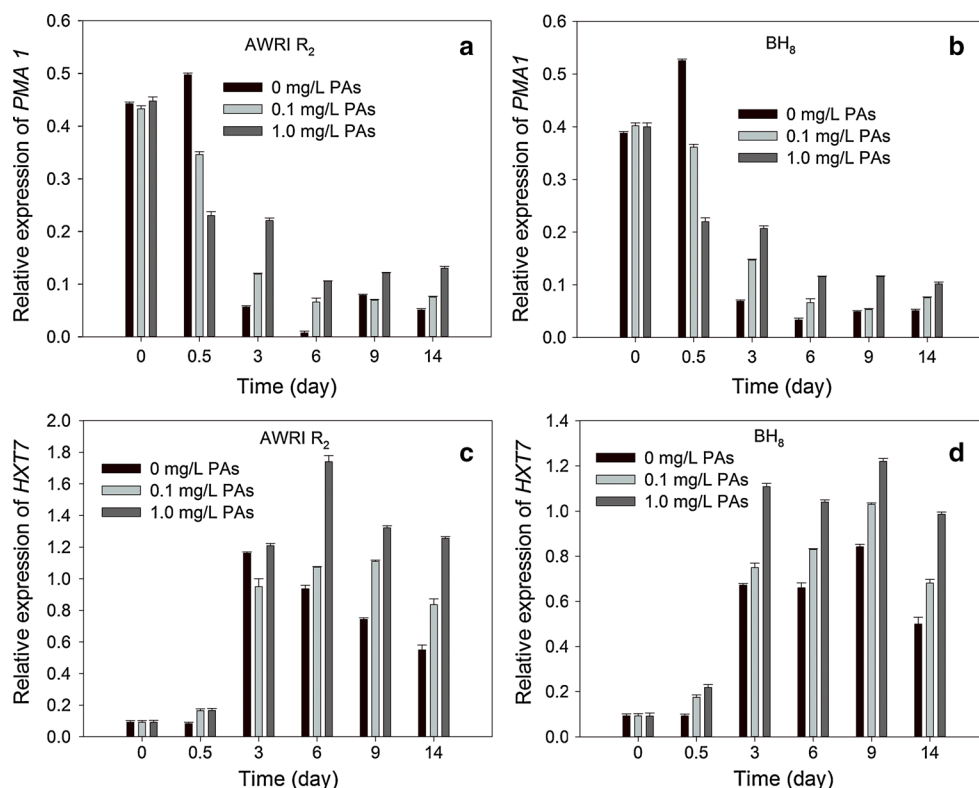 AWRI R2
a
0 mg/L PAs
0.1 mg/L PAs
1.0 mg/L PAs
Relative expression of PMA 1
0.6
0.5
0.4
0.3
0.2
0.1
0.0
0 0.5 3 6 9 14
Time (day)
BH8
b
0 mg/L PAs
0.1 mg/L PAs
1.0 mg/L PAs
Relative expression of PMA1
0.6
0.5
0.4
0.3
0.2
0.1
0.0
0 0.5 3 6 9 14
Time (day)
AWRI R2
c
0 mg/L PAs
0.1 mg/L PAs
1.0 mg/L PAs
Relative expression of HXT7
2.0
1.8
1.6
1.4
1.2
1.0
0.8
0.6
0.4
0.2
0.0
0 0.5 3 6 9 14
Time (day)
BH8
d
0 mg/L PAs
0.1 mg/L PAs
1.0 mg/L PAs
Relative expression of HXT7
1.4
1.2
1.0
0.8
0.6
0.4
0.2
0.0
0 0.5 3 6 9 14
Time (day)